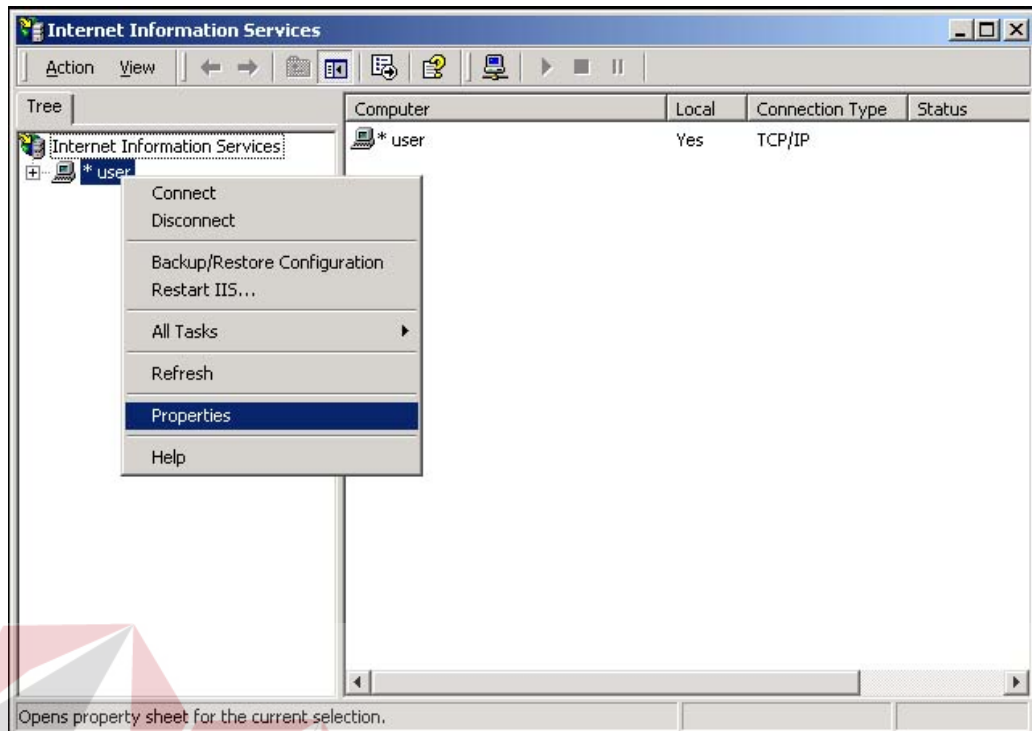 Internet Information Services
Action View
Tree
Computer Local Connection Type Status
Internet Information Services
* user Yes TCP/IP
* user
Connect
Disconnect
Backup/Restore Configuration
Restart IIS...
All Tasks
Refresh
Properties
Help
Opens property sheet for the current selection.